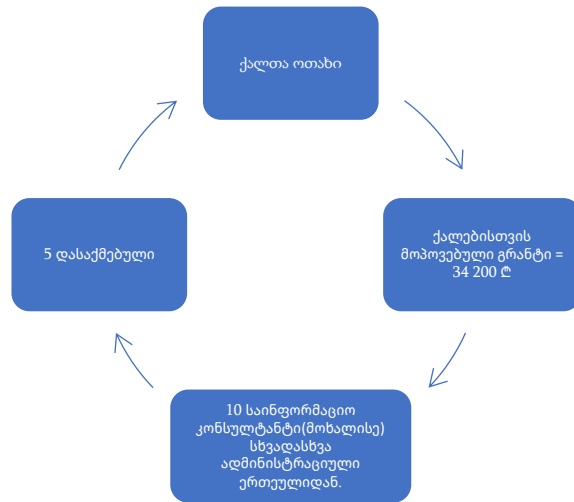 ქალთა ოთახი
ქალებისთვის
მოპოვებული გრანტი =
34 200 ₾
10 საინფორმაციო
კონსულტანტი(მოხალისე)
სხვადასხვა
ადმინისტრაციული
ერთეულიდან.
5 დასაქმებული